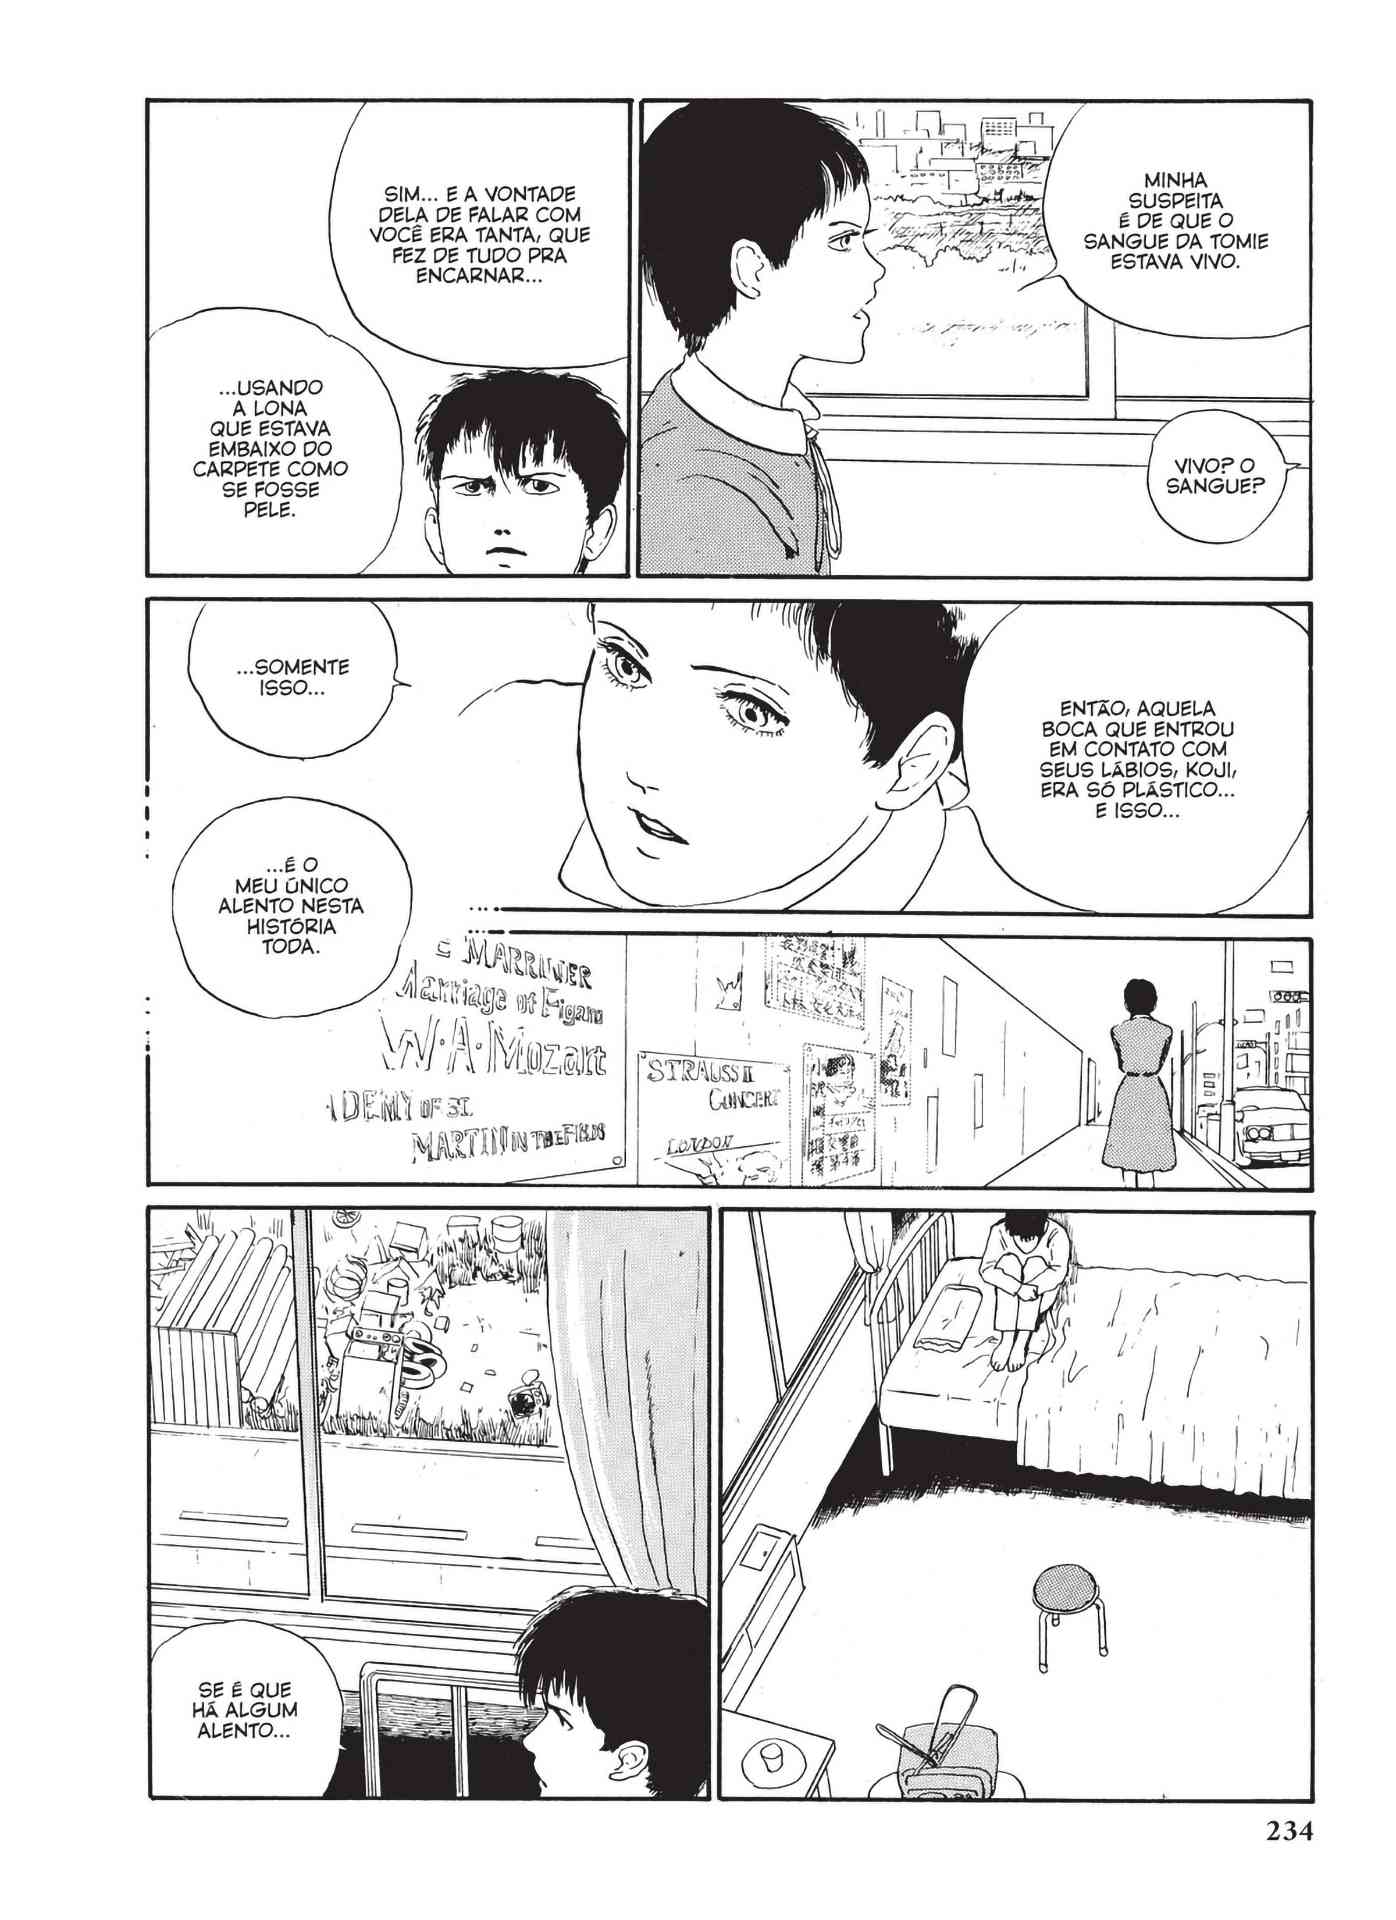 MINHA
SUSPEITA
É DE QUE O
SANGUE DA TOMIE
ESTAVA VIVO.
VIVO? O
SANGUE?
SIM... E A VONTADE
DELA DE FALAR COM
VOCÊ ERA TANTA, QUE
FEZ DE TUDO PRA
ENCARNAR...
...USANDO
A LONA
QUE ESTAVA
EMBAIXO DO
CARPETE COMO
SE FOSSE
PELE.
ENTÃO, AQUELA
BOCA QUE ENTROU
EM CONTATO COM
SEUS LÁBIOS, KOJI,
ERA SÓ PLÁSTICO...
E ISSO...
...SOMENTE
ISSO...
...É O
MEU ÚNICO
ALENTO NESTA
HISTÓRIA
TODA.
MARRINER
Marriage of Figaro
W.A.Mozart
ADEMY OF ST.
MARTIN IN THE FIELDS
STRAUSS II
CONCERT
LONDON
SE É QUE
HÁ ALGUM
ALENTO...
234